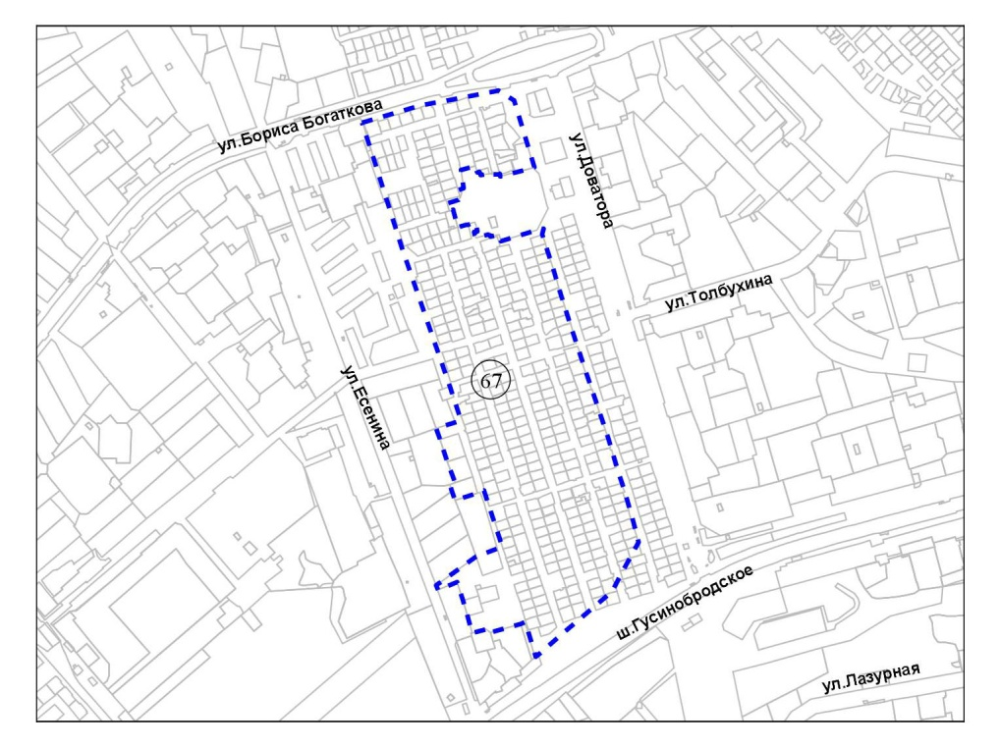 ул.Бориса Богаткова
ул.Доватора
ул.Толбухина
67
ул.Есенина
ш.Гусинобродское
ул.Лазурная